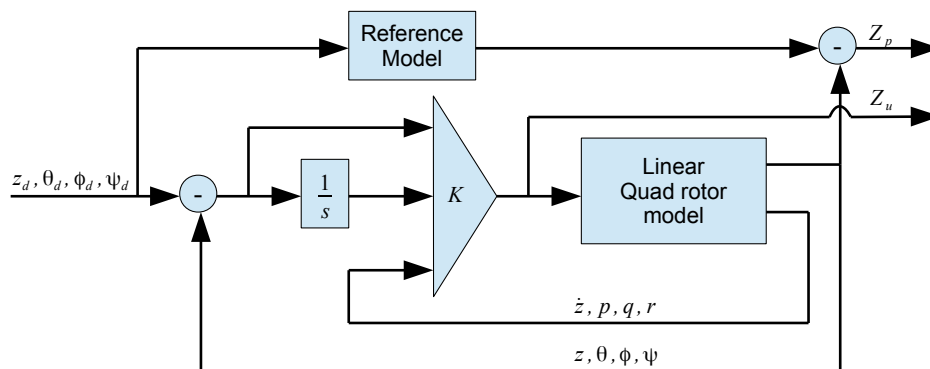 Reference
Model
-
Z_p
Z_u
z_d, θ_d, ϕ_d, ψ_d
-
1/s
K
Linear
Quad rotor
model
ż, p, q, r
z, θ, ϕ, ψ